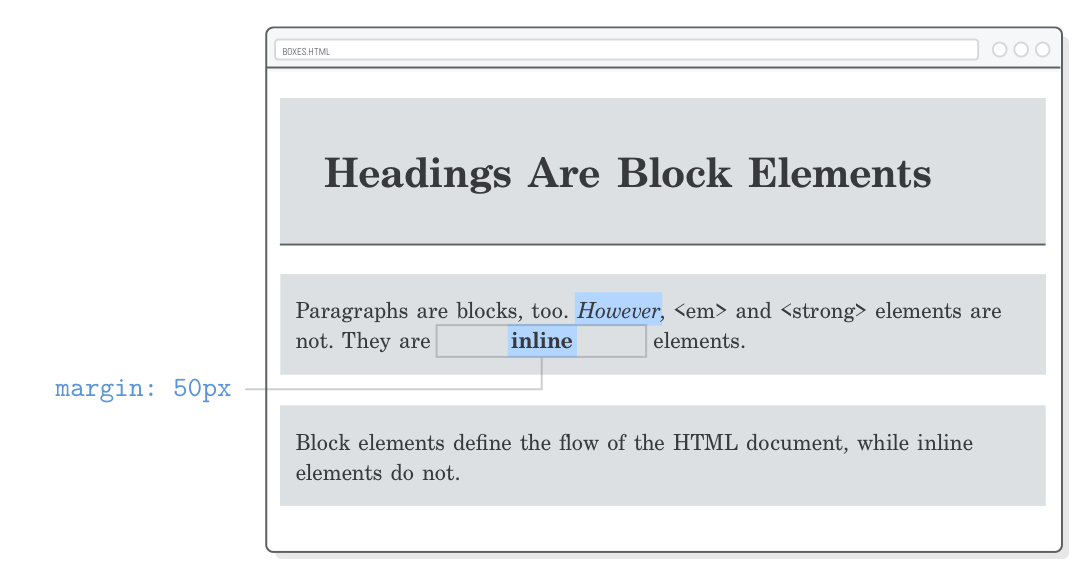 BOXES.HTML
Headings Are Block Elements
Paragraphs are blocks, too. However, <em> and <strong> elements are
not. They are inline elements.
margin: 50px
Block elements define the flow of the HTML document, while inline
elements do not.